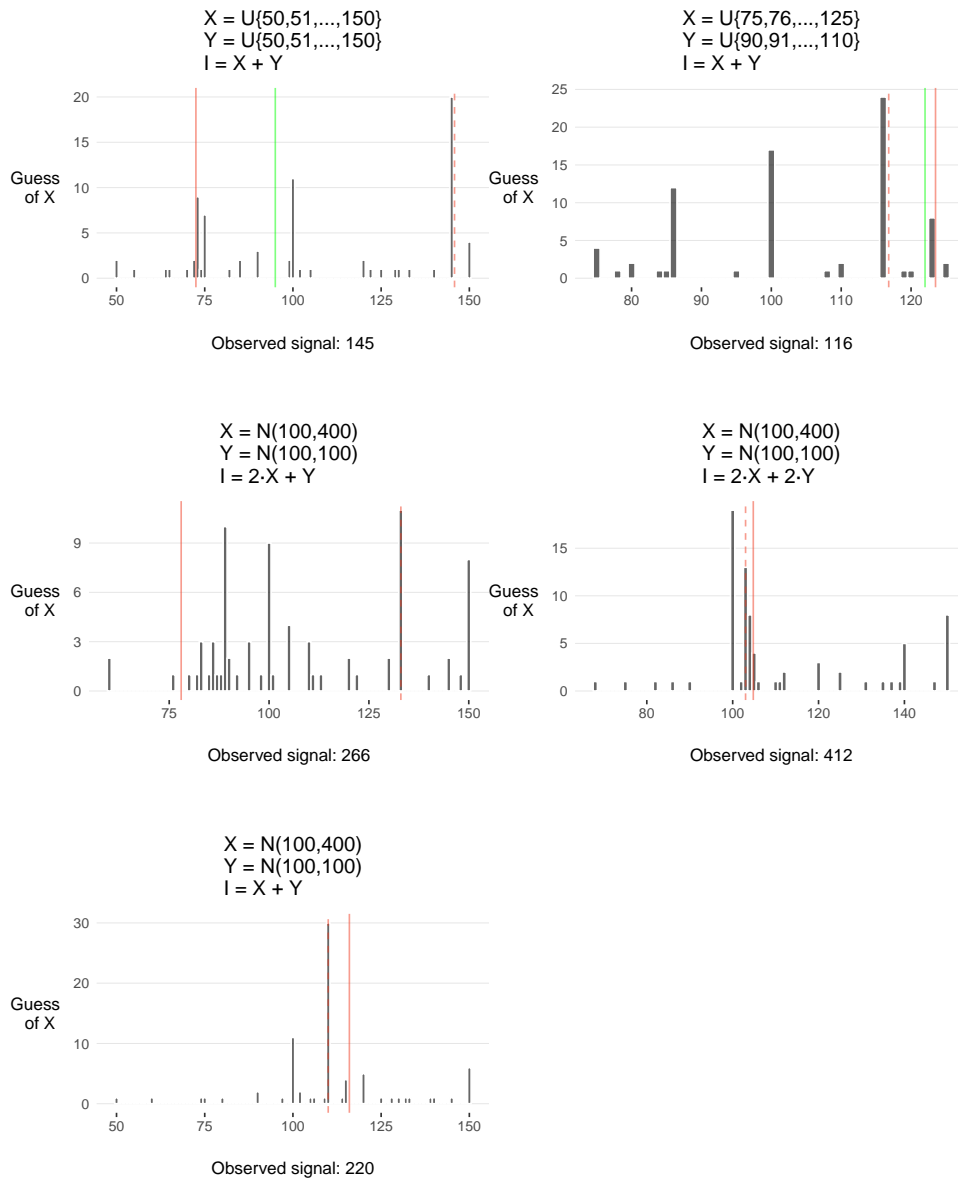 X = U{50,51,...,150}
Y = U{50,51,...,150}
I = X + Y
20
15
10
5
0
Guess
of X
50 75 100 125 150
Observed signal: 145
X = U{75,76,...,125}
Y = U{90,91,...,110}
I = X + Y
25
20
15
10
5
0
Guess
of X
80 90 100 110 120
Observed signal: 116
X = N(100,400)
Y = N(100,100)
I = 2·X + Y
9
6
3
0
Guess
of X
75 100 125 150
Observed signal: 266
X = N(100,400)
Y = N(100,100)
I = 2·X + 2·Y
15
10
5
0
Guess
of X
80 100 120 140
Observed signal: 412
X = N(100,400)
Y = N(100,100)
I = X + Y
30
20
10
0
Guess
of X
50 75 100 125 150
Observed signal: 220